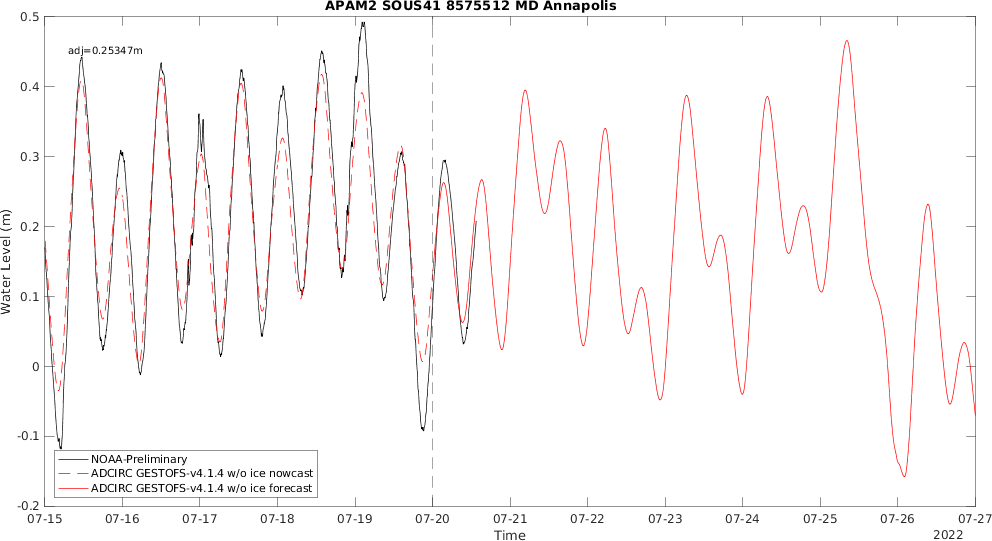 APAM2 SOUS41 8575512 MD Annapolis
adj=0.25347m
Water Level (m)
0.5
0.4
0.3
0.2
0.1
0
-0.1
-0.2
NOAA-Preliminary
ADCIRC GESTOFS-v4.1.4 w/o ice nowcast
ADCIRC GESTOFS-v4.1.4 w/o ice forecast
07-15 07-16 07-17 07-18 07-19 07-20 07-21 07-22 07-23 07-24 07-25 07-26 07-27
Time
2022